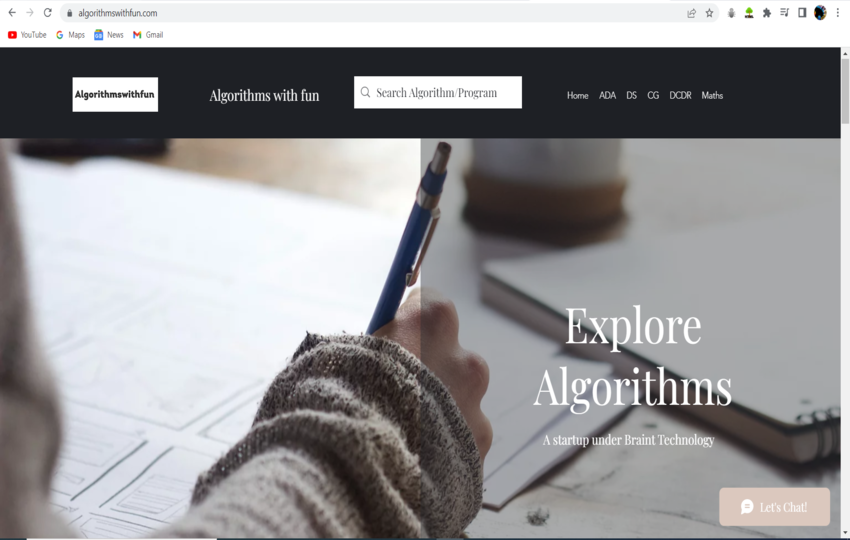 algorithmswithfun.com
YouTube
Maps
News
Gmail
Algorithmswithfun
Algorithms with fun
Search Algorithm/Program
Home
ADA
DS
CG
DCDR
Maths
Explore
Algorithms
A startup under Braint Technology
Let's Chat!